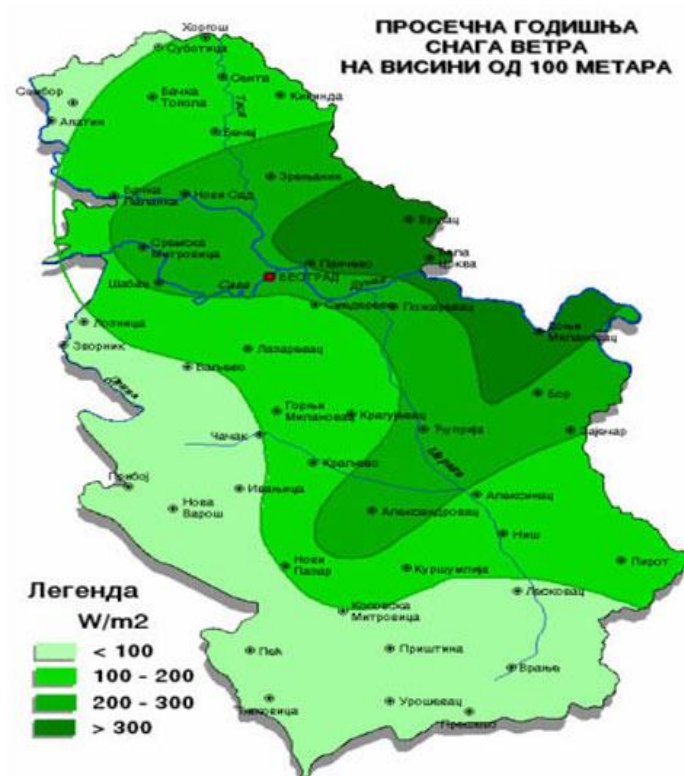 ПРОСЕЧНА ГОДИШЊА
СНАГА ВЕТРА
НА ВИСИНИ ОД 100 МЕТАРА
Хоргош
Суботица
Сента
Сомбор
Бачка
Топола
Тиса
Кикинда
Апатин
Бечеј
Зрењанин
Бачка
Паланка
Нови Сад
Вршац
Сремска
Митровица
Панчево
Бела
Црква
БЕОГРАД
Шабац
Сава
Дунав
Смедерево
Пожаревац
Лозница
Доњи
Милановац
Зворник
Лазаревац
Ваљево
Дрина
Бор
Горњи
Милановац
Крагујевац
Ћуприја
Зајечар
Чачак
Морава
Краљево
Прибој
Ивањица
Нова
Варош
Алексинац
Александровац
Ниш
Нови
Пазар
Куршумлија
Пирот
Лесковац
Косовска
Митровица
Пећ
Приштина
Врање
Ђаковица
Урошевац
Прешево
Легенда
W/m2
< 100
100 - 200
200 - 300
> 300